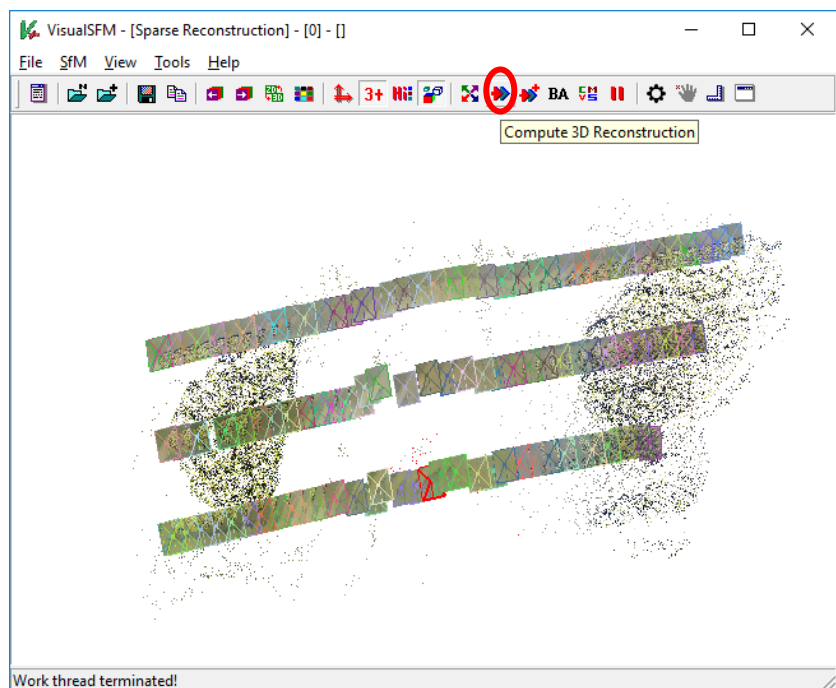 VisualSFM - [Sparse Reconstruction] - [0] - []
File SfM View Tools Help
3+ BA
Compute 3D Reconstruction
Work thread terminated!